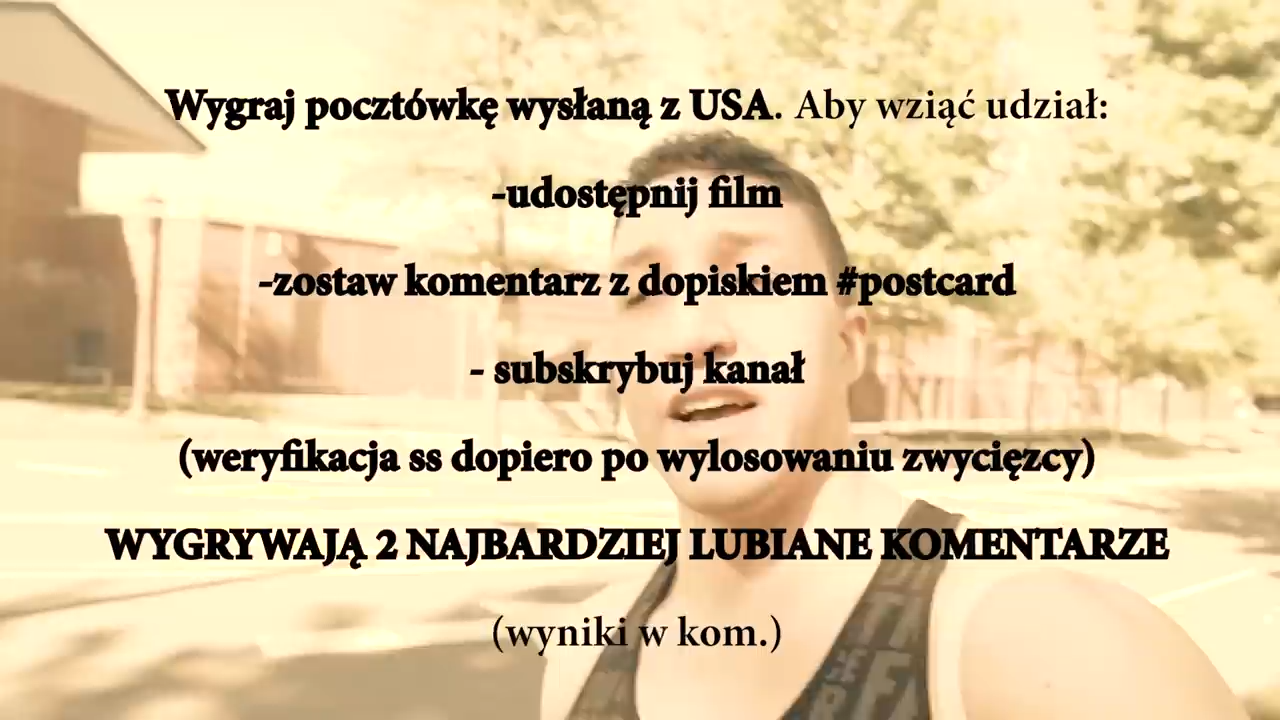 Wygraj pocztówkę wysłaną z USA. Aby wziąć udział:
-udostępnij film
-zostaw komentarz z dopiskiem #postcard
- subskrybuj kanał
(weryfikacja ss dopiero po wylosowaniu zwycięzcy)
WYGRYWAJĄ 2 NAJBARDZIEJ LUBIANE KOMENTARZE
(wyniki w kom.)